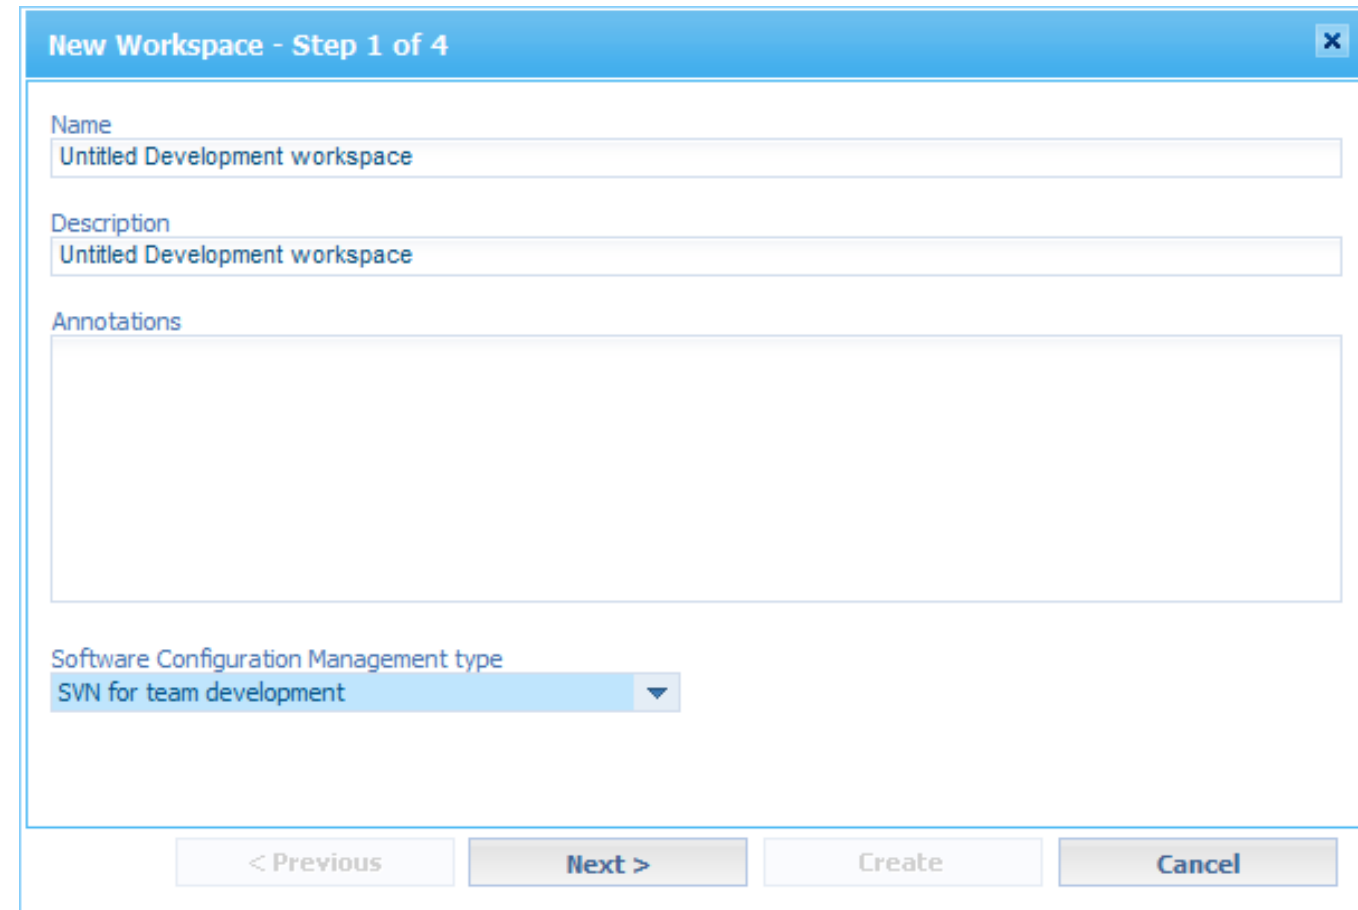 New Workspace - Step 1 of 4
Name
Untitled Development workspace
Description
Untitled Development workspace
Annotations
Software Configuration Management type
SVN for team development
< Previous
Next >
Create
Cancel